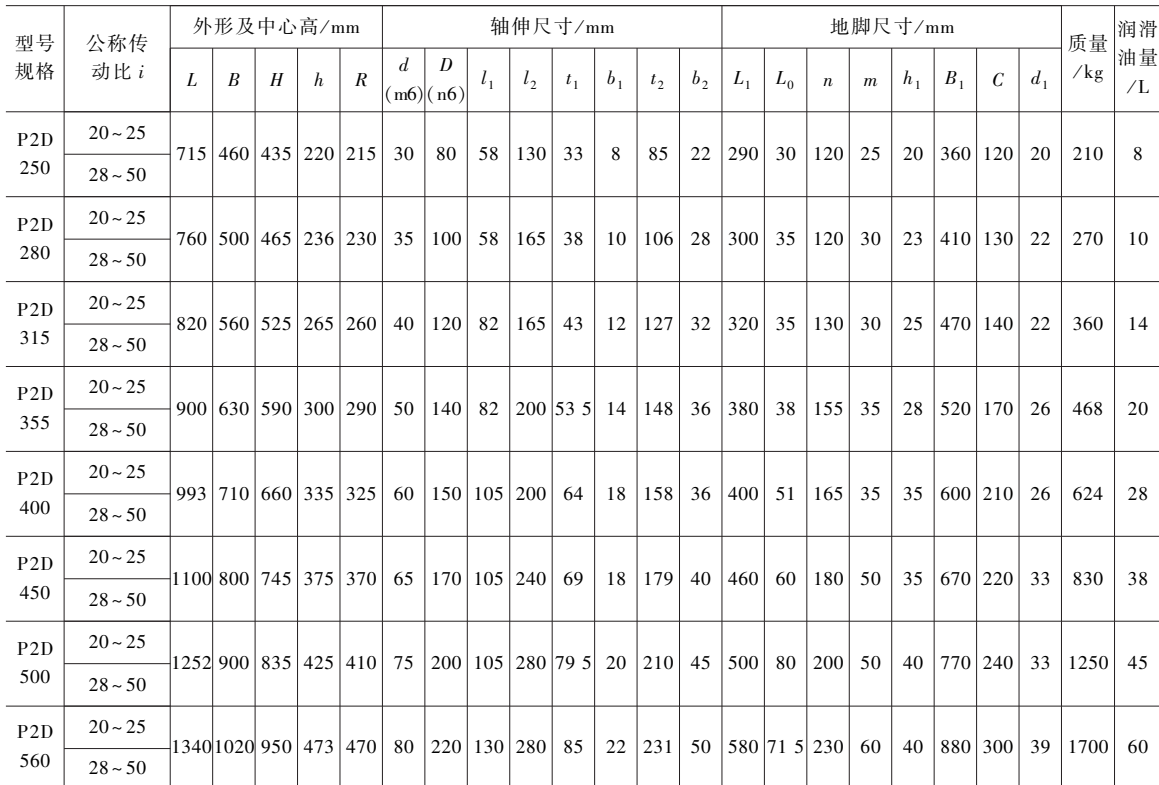 型号规格 公称传动比 i 外形及中心高/mm 轴伸尺寸/mm 地脚尺寸/mm 质量/kg 润滑油量/L
L B H h R d(m6) D(n6) l1 l2 t1 b1 t2 b2 L1 L0 n m h1 B1 C d1
P2D 250 20~25 715 460 435 220 215 30 80 58 130 33 8 85 22 290 30 120 25 20 360 120 20 210 8
28~50
P2D 280 20~25 760 500 465 236 230 35 100 58 165 38 10 106 28 300 35 120 30 23 410 130 22 270 10
28~50
P2D 315 20~25 820 560 525 265 260 40 120 82 165 43 12 127 32 320 35 130 30 25 470 140 22 360 14
28~50
P2D 355 20~25 900 630 590 300 290 50 140 82 200 53 5 14 148 36 380 38 155 35 28 520 170 26 468 20
28~50
P2D 400 20~25 993 710 660 335 325 60 150 105 200 64 18 158 36 400 51 165 35 35 600 210 26 624 28
28~50
P2D 450 20~25 1100 800 745 375 370 65 170 105 240 69 18 179 40 460 60 180 50 35 670 220 33 830 38
28~50
P2D 500 20~25 1252 900 835 425 410 75 200 105 280 79 5 20 210 45 500 80 200 50 40 770 240 33 1250 45
28~50
P2D 560 20~25 1340 1020 950 473 470 80 220 130 280 85 22 231 50 580 71 5 230 60 40 880 300 39 1700 60
28~50